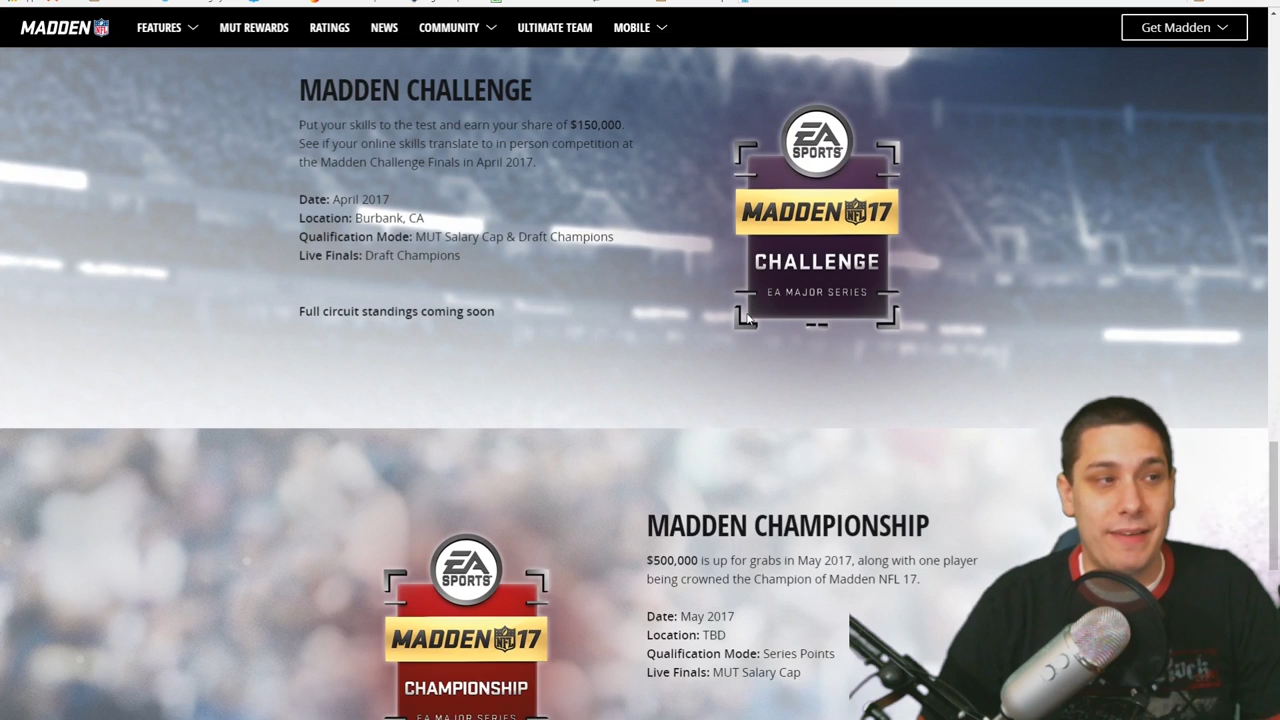 MADDEN NFL
FEATURES
MUT REWARDS
RATINGS
NEWS
COMMUNITY
ULTIMATE TEAM
MOBILE
Get Madden
MADDEN CHALLENGE
Put your skills to the test and earn your share of $150,000.
See if your online skills translate to in person competition at
the Madden Challenge Finals in April 2017.
Date: April 2017
Location: Burbank, CA
Qualification Mode: MUT Salary Cap & Draft Champions
Live Finals: Draft Champions
Full circuit standings coming soon
EA
SPORTS
MADDEN NFL 17
CHALLENGE
EA MAJOR SERIES
MADDEN CHAMPIONSHIP
$500,000 is up for grabs in May 2017, along with one player
being crowned the Champion of Madden NFL 17.
Date: May 2017
Location: TBD
Qualification Mode: Series Points
Live Finals: MUT Salary Cap
EA
SPORTS
MADDEN NFL 17
CHAMPIONSHIP
EA MAJOR SERIES